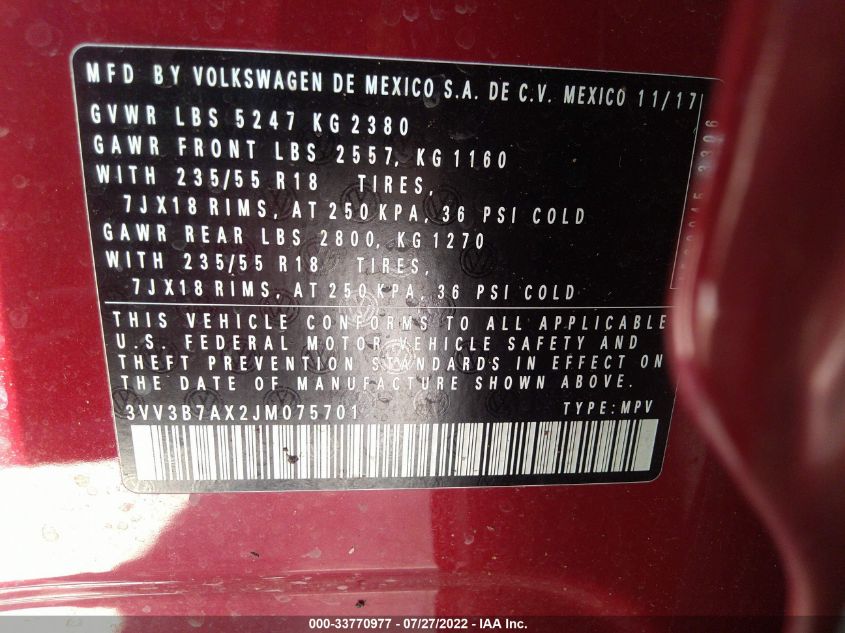 MFD BY VOLKSWAGEN DE MEXICO S.A. DE C.V. MEXICO 11/17
GVWR LBS 5247 KG 2380
GAWR FRONT LBS 2557, KG 1160
WITH 235/55 R18 TIRES,
7JX18 RIMS, AT 250 KPA, 36 PSI COLD
GAWR REAR LBS 2800, KG 1270
WITH 235/55 R18 TIRES,
7JX18 RIMS, AT 250 KPA, 36 PSI COLD
THIS VEHICLE CONFORMS TO ALL APPLICABLE
U.S. FEDERAL MOTOR VEHICLE SAFETY AND
THEFT PREVENTION STANDARDS IN EFFECT ON
THE DATE OF MANUFACTURE SHOWN ABOVE.
3VV3B7AX2JM075701 TYPE: MPV
000-33770977 - 07/27/2022 - IAA Inc.